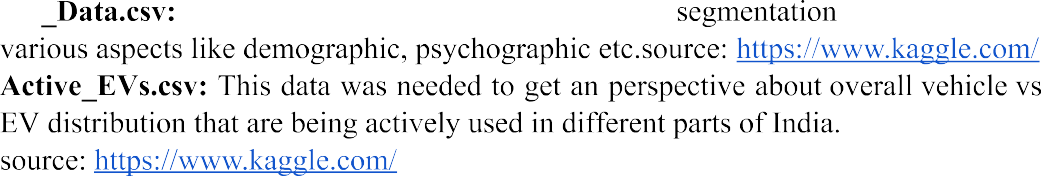 _Data.csv: segmentation
various aspects like demographic, psychographic etc.source: https://www.kaggle.com/
Active_EVs.csv: This data was needed to get an perspective about overall vehicle vs
EV distribution that are being actively used in different parts of India.
source: https://www.kaggle.com/